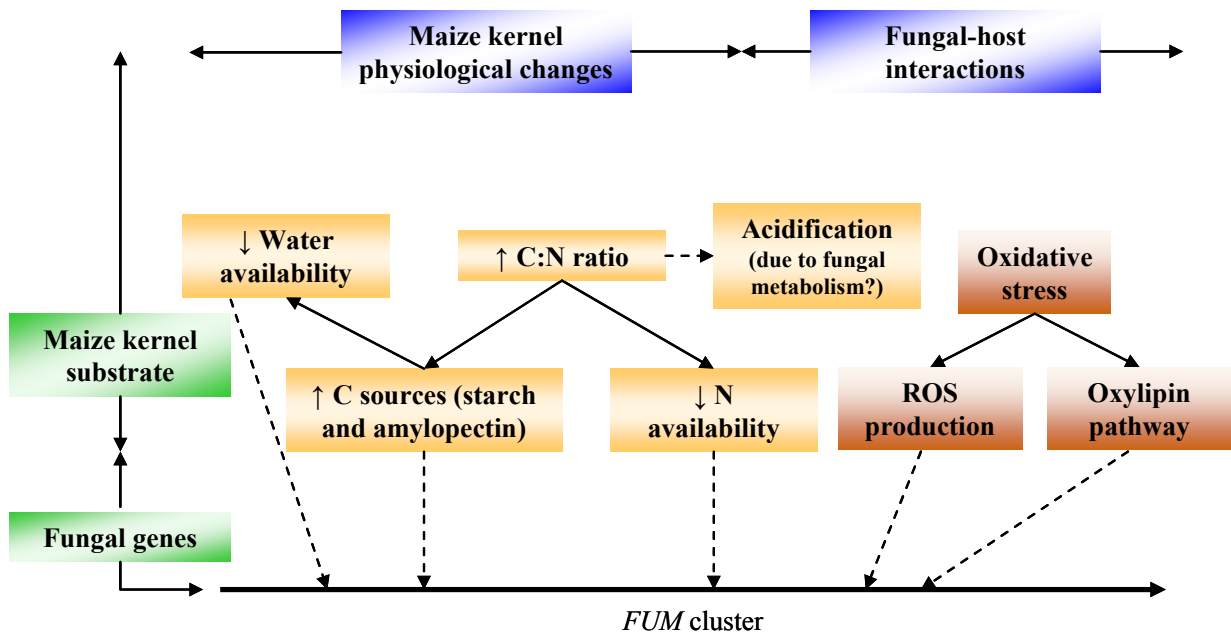 Maize kernel
physiological changes
Fungal-host
interactions
↓ Water
availability
↑ C:N ratio
Acidification
(due to fungal
metabolism?)
Oxidative
stress
Maize kernel
substrate
↑ C sources (starch
and amylopectin)
↓ N
availability
ROS
production
Oxylipin
pathway
Fungal genes
FUM cluster